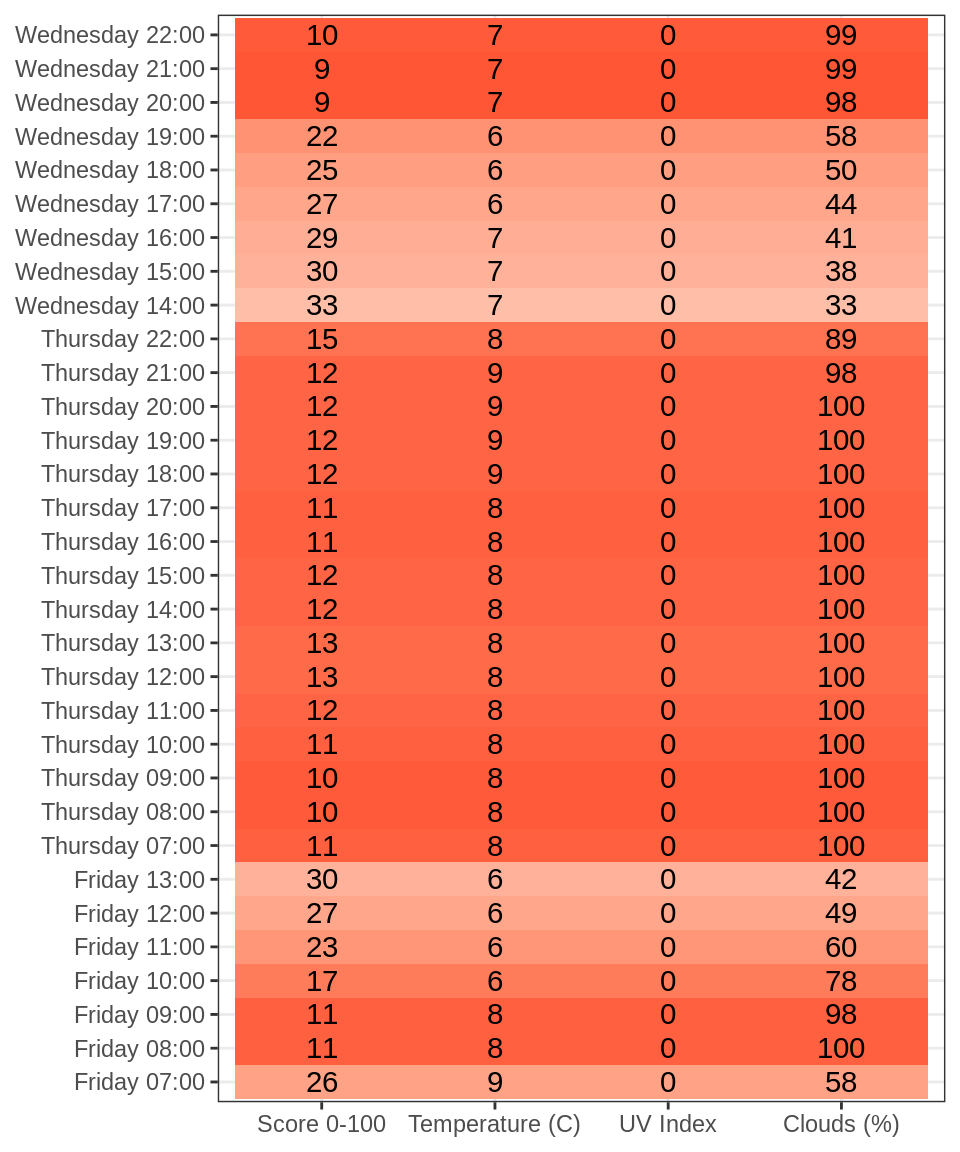 Wednesday 22:00 10 7 0 99
Wednesday 21:00 9 7 0 99
Wednesday 20:00 9 7 0 98
Wednesday 19:00 22 6 0 58
Wednesday 18:00 25 6 0 50
Wednesday 17:00 27 6 0 44
Wednesday 16:00 29 7 0 41
Wednesday 15:00 30 7 0 38
Wednesday 14:00 33 7 0 33
Thursday 22:00 15 8 0 89
Thursday 21:00 12 9 0 98
Thursday 20:00 12 9 0 100
Thursday 19:00 12 9 0 100
Thursday 18:00 12 9 0 100
Thursday 17:00 11 8 0 100
Thursday 16:00 11 8 0 100
Thursday 15:00 12 8 0 100
Thursday 14:00 12 8 0 100
Thursday 13:00 13 8 0 100
Thursday 12:00 13 8 0 100
Thursday 11:00 12 8 0 100
Thursday 10:00 11 8 0 100
Thursday 09:00 10 8 0 100
Thursday 08:00 10 8 0 100
Thursday 07:00 11 8 0 100
Friday 13:00 30 6 0 42
Friday 12:00 27 6 0 49
Friday 11:00 23 6 0 60
Friday 10:00 17 6 0 78
Friday 09:00 11 8 0 98
Friday 08:00 11 8 0 100
Friday 07:00 26 9 0 58
Score 0-100 Temperature (C) UV Index Clouds (%)